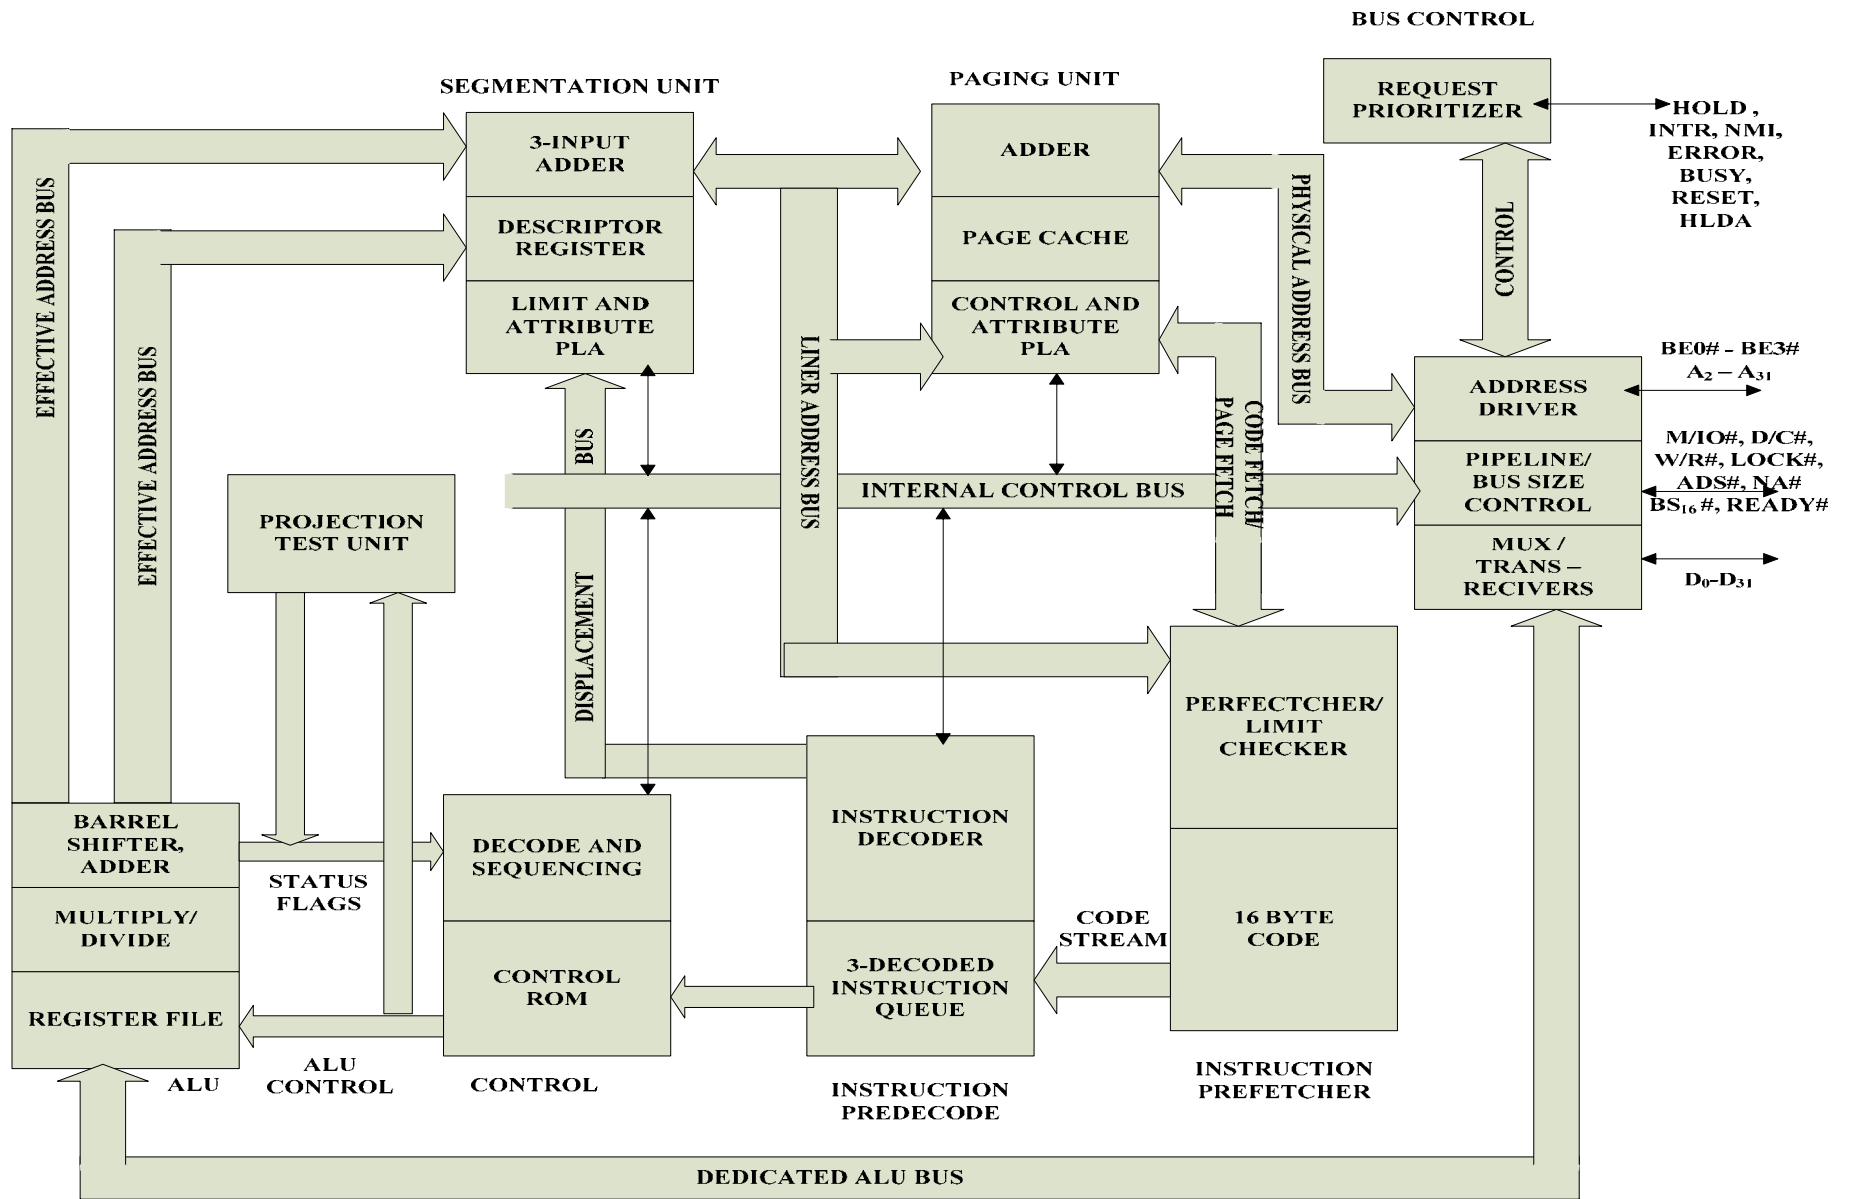 BUS CONTROL
SEGMENTATION UNIT
PAGING UNIT
REQUEST
PRIORITIZER
HOLD ,
INTR, NMI,
ERROR,
BUSY,
RESET,
HLDA
3-INPUT
ADDER
DESCRIPTOR
REGISTER
LIMIT AND
ATTRIBUTE
PLA
ADDER
PAGE CACHE
CONTROL AND
ATTRIBUTE
PLA
EFFECTIVE ADDRESS BUS
EFFECTIVE ADDRESS BUS
LINER ADDRESS BUS
PHYSICAL ADDRESS BUS
CONTROL
CODE FETCH/
PAGE FETCH
BUS
DISPLACEMENT
ADDRESS
DRIVER
PIPELINE/
BUS SIZE
CONTROL
MUX /
TRANS –
RECIVERS
BE0# - BE3#
A₂ – A₃₁
M/IO#, D/C#,
W/R#, LOCK#,
ADS#, NA#
BS₁₆ #, READY#
D₀-D₃₁
INTERNAL CONTROL BUS
PROJECTION
TEST UNIT
PERFECTCHER/
LIMIT
CHECKER
16 BYTE
CODE
INSTRUCTION
DECODER
3-DECODED
INSTRUCTION
QUEUE
CODE
STREAM
DECODE AND
SEQUENCING
CONTROL
ROM
BARREL
SHIFTER,
ADDER
MULTIPLY/
DIVIDE
REGISTER FILE
STATUS
FLAGS
ALU
ALU
CONTROL
CONTROL
INSTRUCTION
PREDECODE
INSTRUCTION
PREFETCHER
DEDICATED ALU BUS